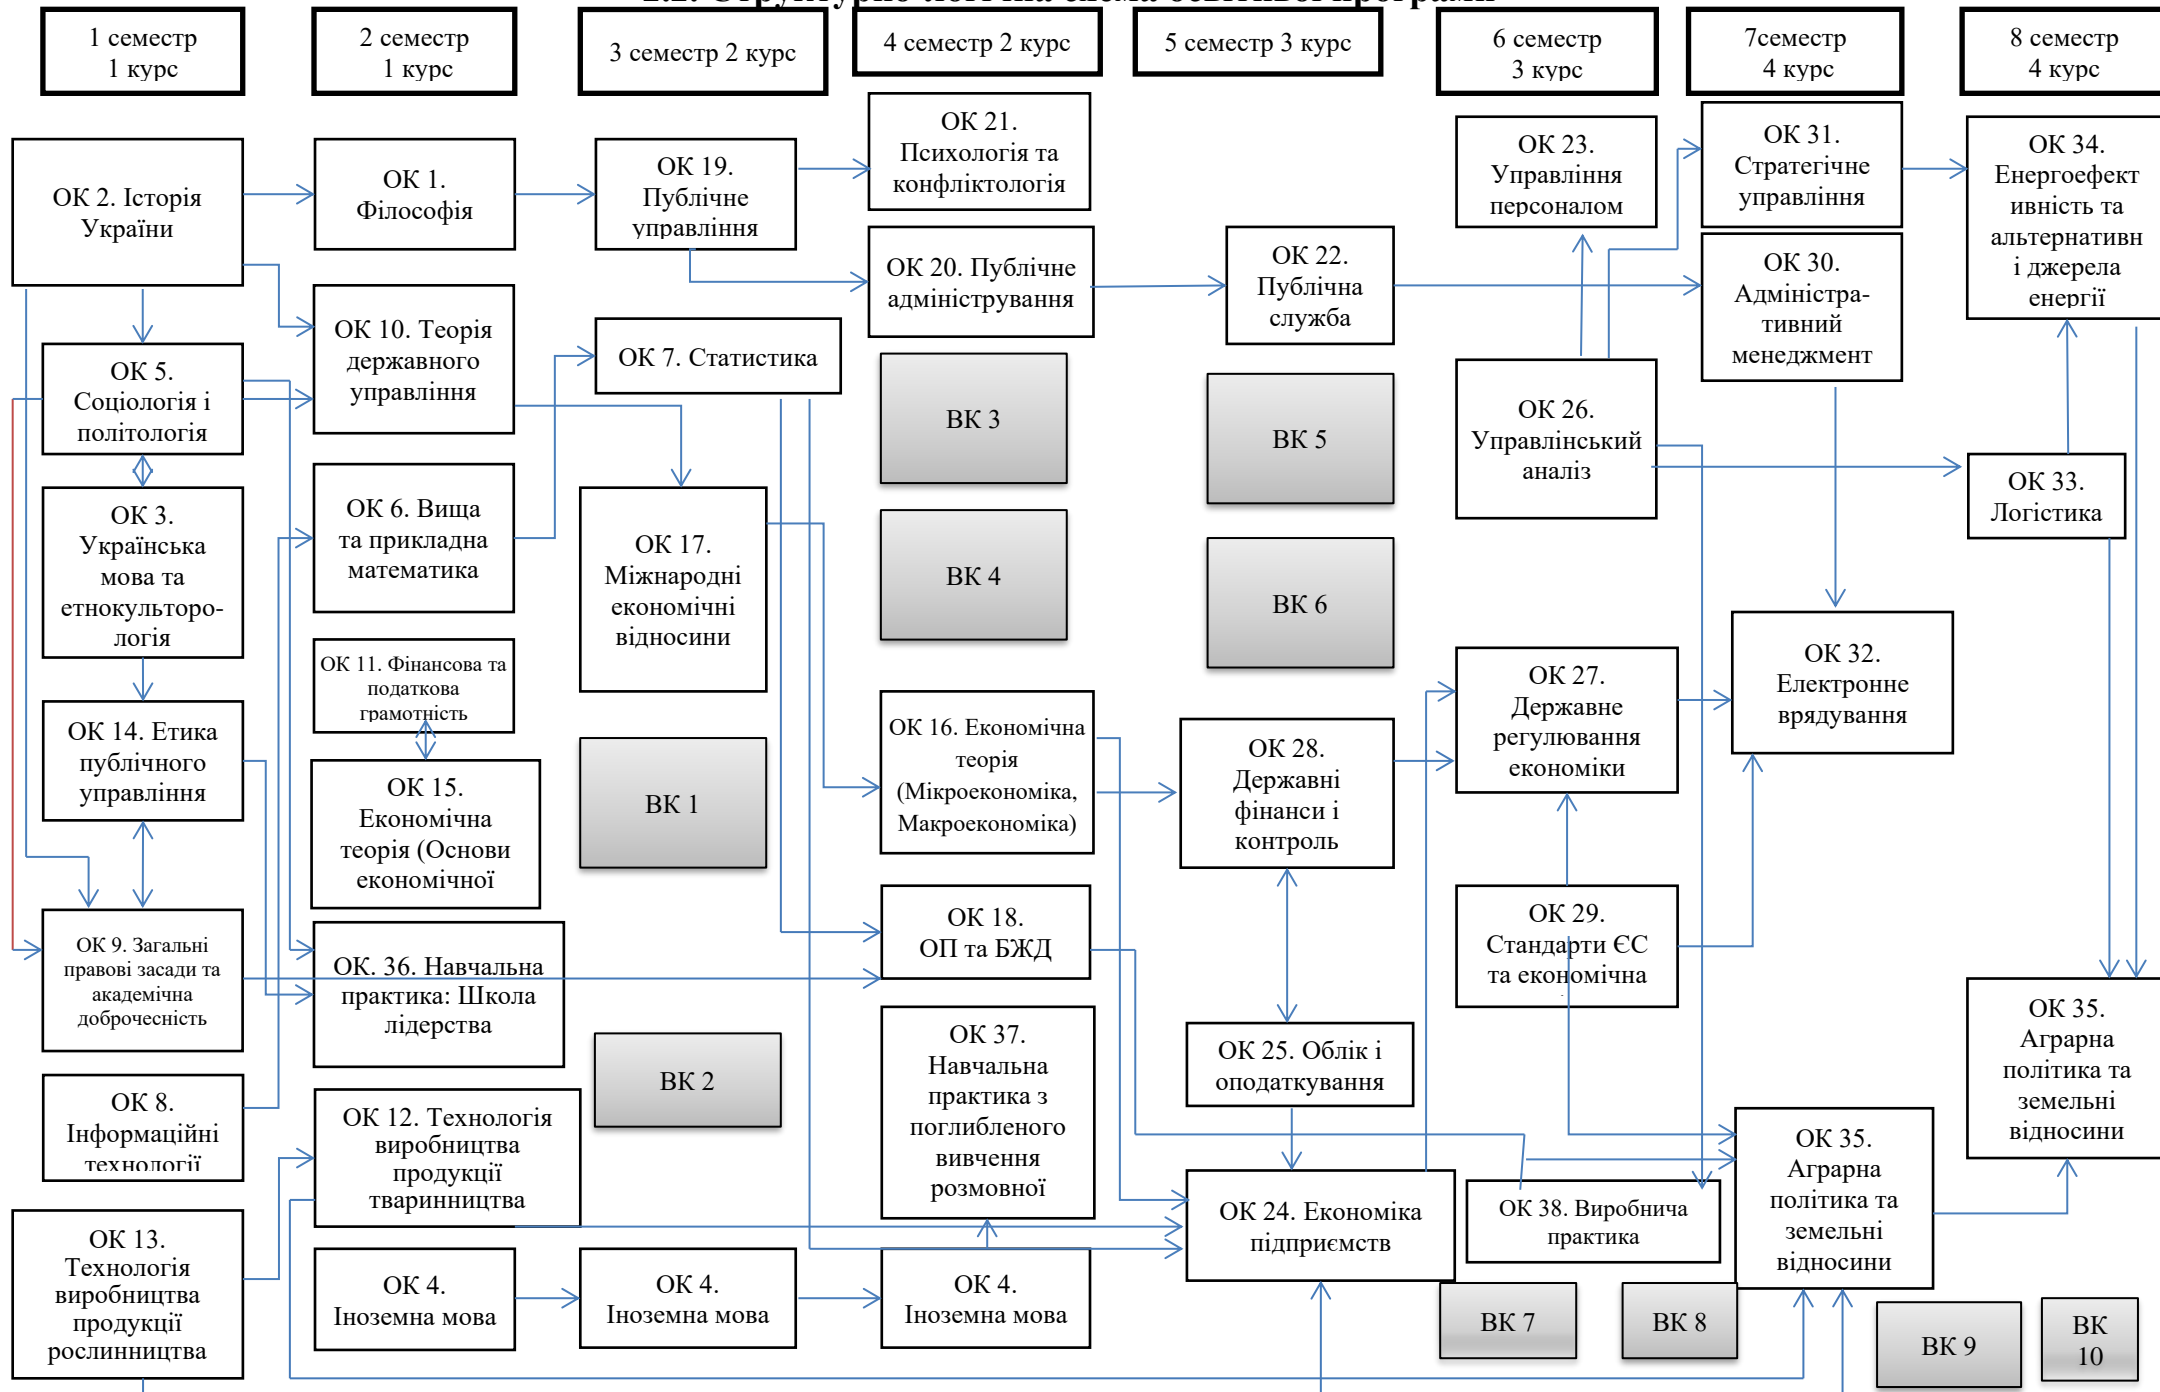 2.2. Структурно-логічна схема освітньої програми
1 семестр
1 курс
2 семестр
1 курс
3 семестр 2 курс
4 семестр 2 курс
5 семестр 3 курс
6 семестр
3 курс
7семестр
4 курс
8 семестр
4 курс
ОК 2. Історія
України
ОК 5.
Соціологія і
політологія
ОК 3.
Українська
мова та
етнокульторо-
логія
ОК 14. Етика
публічного
управління
ОК 9. Загальні
правові засади та
академічна
доброчесність
ОК 8.
Інформаційні
технології
ОК 13.
Технологія
виробництва
продукції
рослинництва
ОК 1.
Філософія
ОК 10. Теорія
державного
управління
ОК 6. Вища
та прикладна
математика
ОК 11. Фінансова та
податкова
грамотність
ОК 15.
Економічна
теорія (Основи
економічної
ОК. 36. Навчальна
практика: Школа
лідерства
ОК 12. Технологія
виробництва
продукції
тваринництва
ОК 4.
Іноземна мова
ОК 19.
Публічне
управління
ОК 7. Статистика
ОК 17.
Міжнародні
економічні
відносини
ВК 1
ВК 2
ОК 4.
Іноземна мова
ОК 21.
Психологія та
конфліктологія
ОК 20. Публічне
адміністрування
ВК 3
ВК 4
ОК 16. Економічна
теорія
(Мікроекономіка,
Макроекономіка)
ОК 18.
ОП та БЖД
ОК 37.
Навчальна
практика з
поглибленого
вивчення
розмовної
ОК 4.
Іноземна мова
ОК 22.
Публічна
служба
ВК 5
ВК 6
ОК 28.
Державні
фінанси і
контроль
ОК 25. Облік і
оподаткування
ОК 24. Економіка
підприємств
ОК 23.
Управління
персоналом
ОК 26.
Управлінський
аналіз
ОК 27.
Державне
регулювання
економіки
ОК 29.
Стандарти ЄС
та економічна
ОК 38. Виробнича
практика
ВК 7
ВК 8
ОК 31.
Стратегічне
управління
ОК 30.
Адміністра-
тивний
менеджмент
ОК 32.
Електронне
врядування
ОК 35.
Аграрна
політика та
земельні
відносини
ВК 9
ОК 34.
Енергоефект
ивність та
альтернативн
і джерела
енергії
ОК 33.
Логістика
ОК 35.
Аграрна
політика та
земельні
відносини
ВК
10